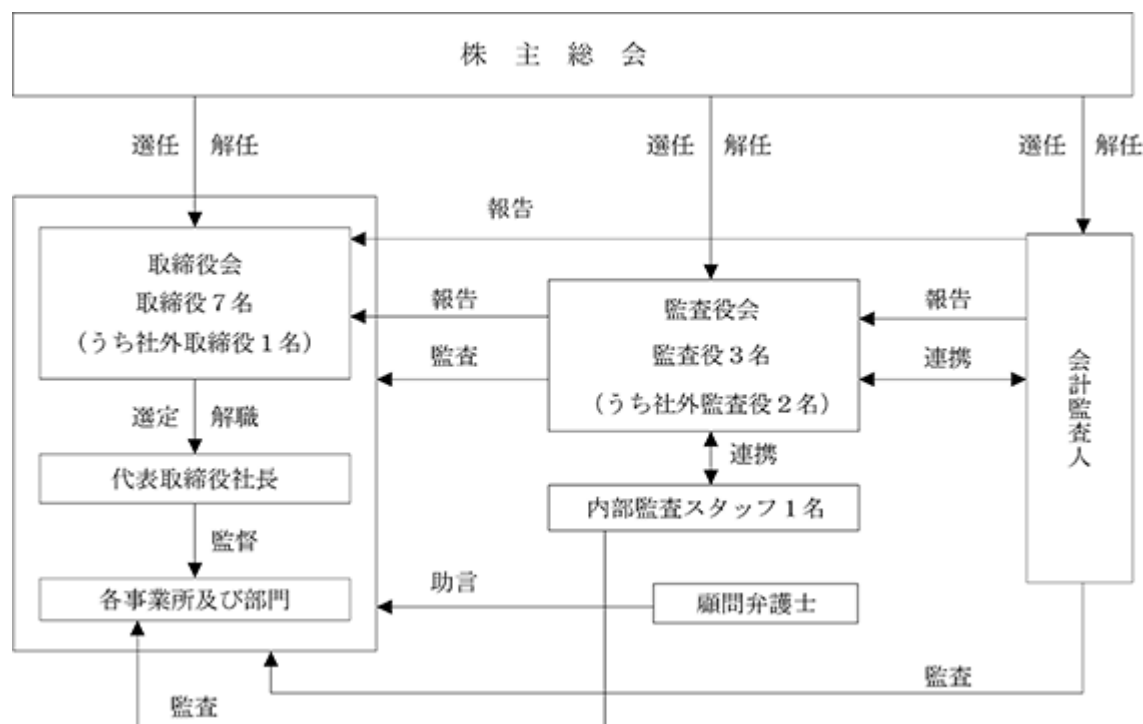 株主総会
選任 解任
選任 解任
選任 解任
報告
取締役会
取締役7名
(うち社外取締役1名)
報告
監査
監査役会
監査役3名
(うち社外監査役2名)
報告
連携
会計監査人
選定 解職
連携
代表取締役社長
内部監査スタッフ1名
監督
助言
各事業所及び部門
顧問弁護士
監査
監査